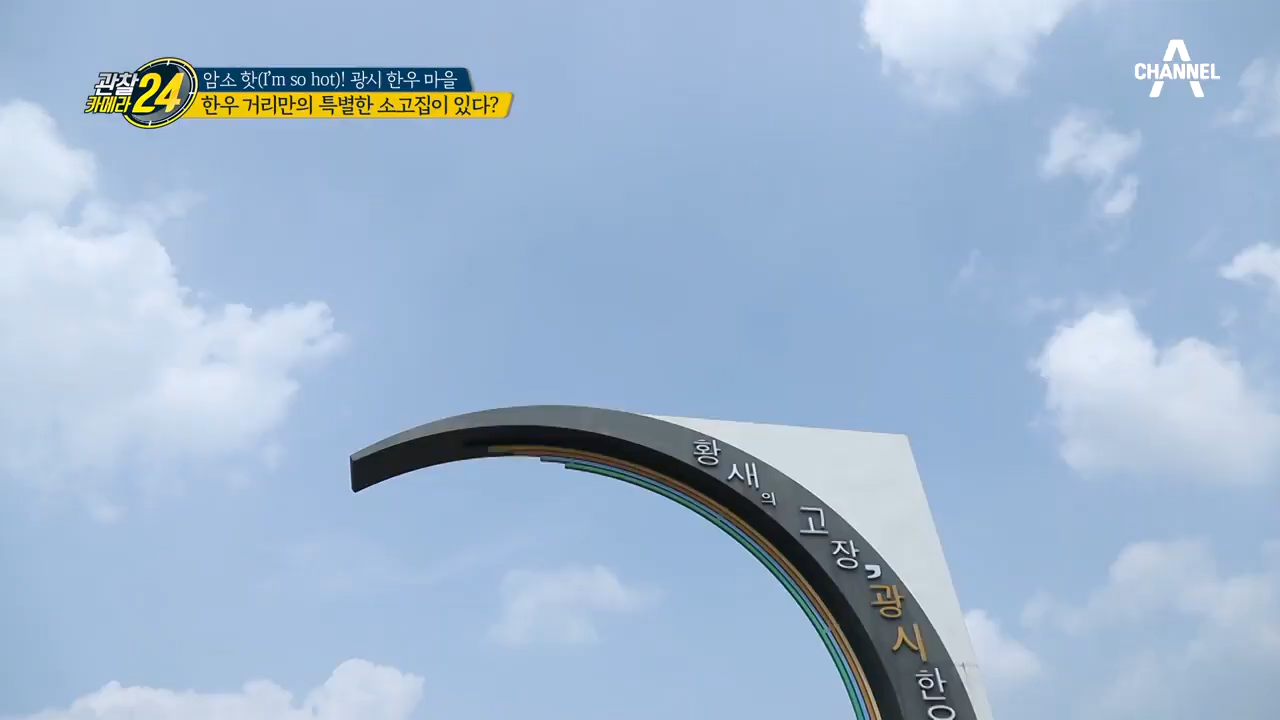 관찰
카메라
24
암소 핫(I'm so hot)! 광시 한우 마을
한우 거리만의 특별한 소고집이 있다?
CHANNEL A
황새의 고장, 광시 한우